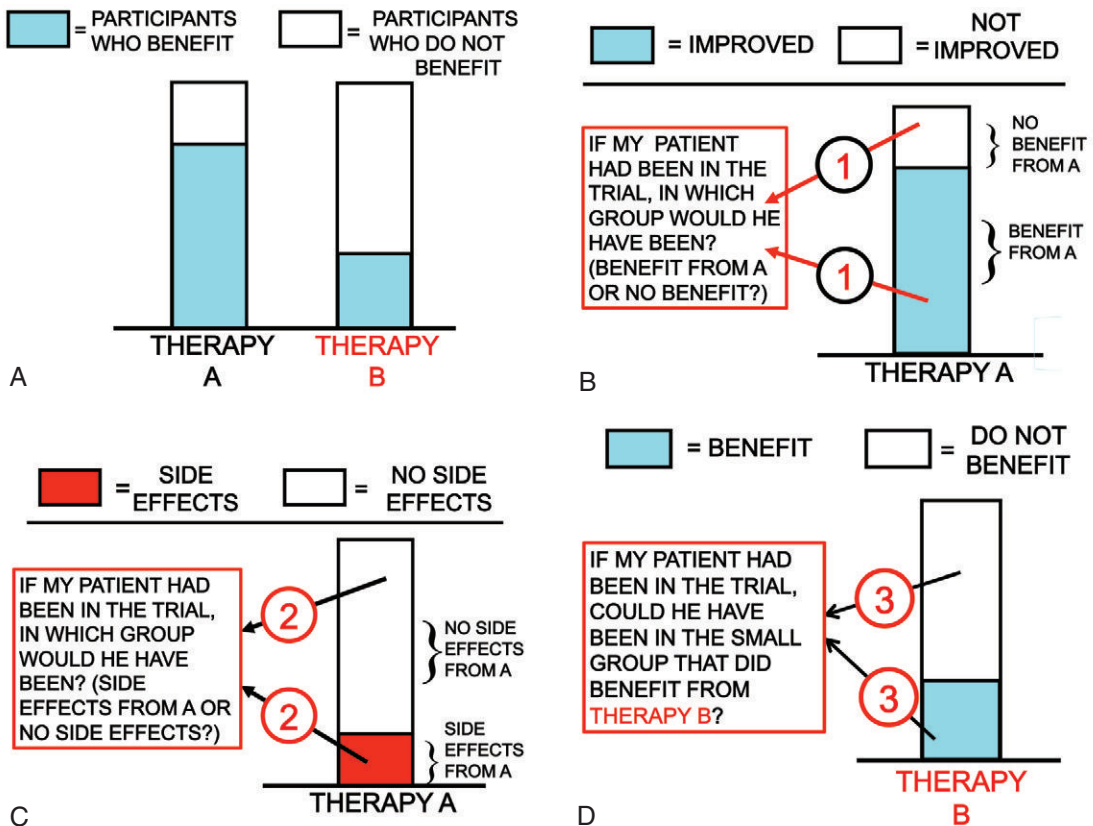 = PARTICIPANTS
WHO BENEFIT
= PARTICIPANTS
WHO DO NOT
BENEFIT
THERAPY
A
THERAPY
B
A
= IMPROVED
= NOT
IMPROVED
IF MY PATIENT
HAD BEEN IN THE
TRIAL, IN WHICH
GROUP WOULD HE
HAVE BEEN?
(BENEFIT FROM A
OR NO BENEFIT?)
1
1
} NO
BENEFIT
FROM A
} BENEFIT
FROM A
THERAPY A
B
= SIDE
EFFECTS
= NO SIDE
EFFECTS
IF MY PATIENT HAD
BEEN IN THE TRIAL,
IN WHICH GROUP
WOULD HE HAVE
BEEN? (SIDE
EFFECTS FROM A OR
NO SIDE EFFECTS?)
2
2
} NO SIDE
EFFECTS
FROM A
} SIDE
EFFECTS
FROM A
THERAPY A
C
= BENEFIT
= DO NOT
BENEFIT
IF MY PATIENT HAD
BEEN IN THE TRIAL,
COULD HE HAVE
BEEN IN THE SMALL
GROUP THAT DID
BENEFIT FROM
THERAPY B?
3
3
THERAPY
B
D